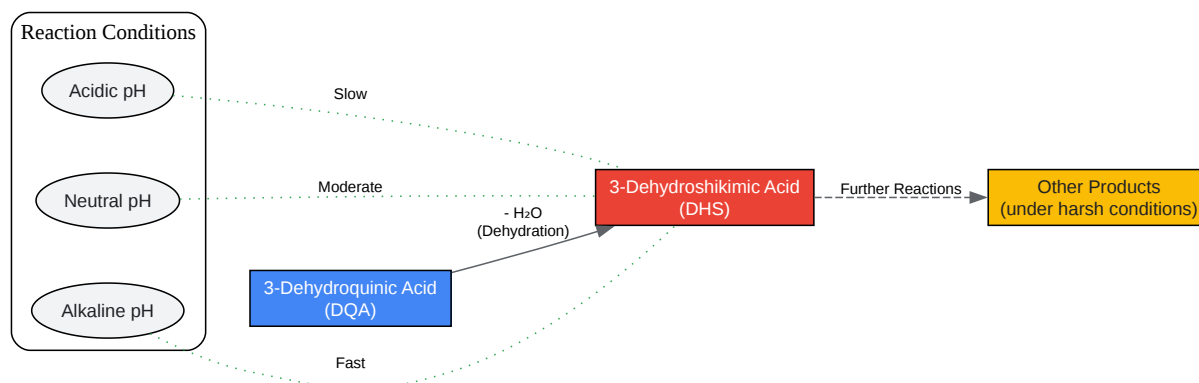 Reaction Conditions
Acidic pH
Slow
Neutral pH
Moderate
Alkaline pH
Fast
3-Dehydroquinic Acid
(DQA)
- H₂O
(Dehydration)
3-Dehydroshikimic Acid
(DHS)
Further Reactions
Other Products
(under harsh conditions)